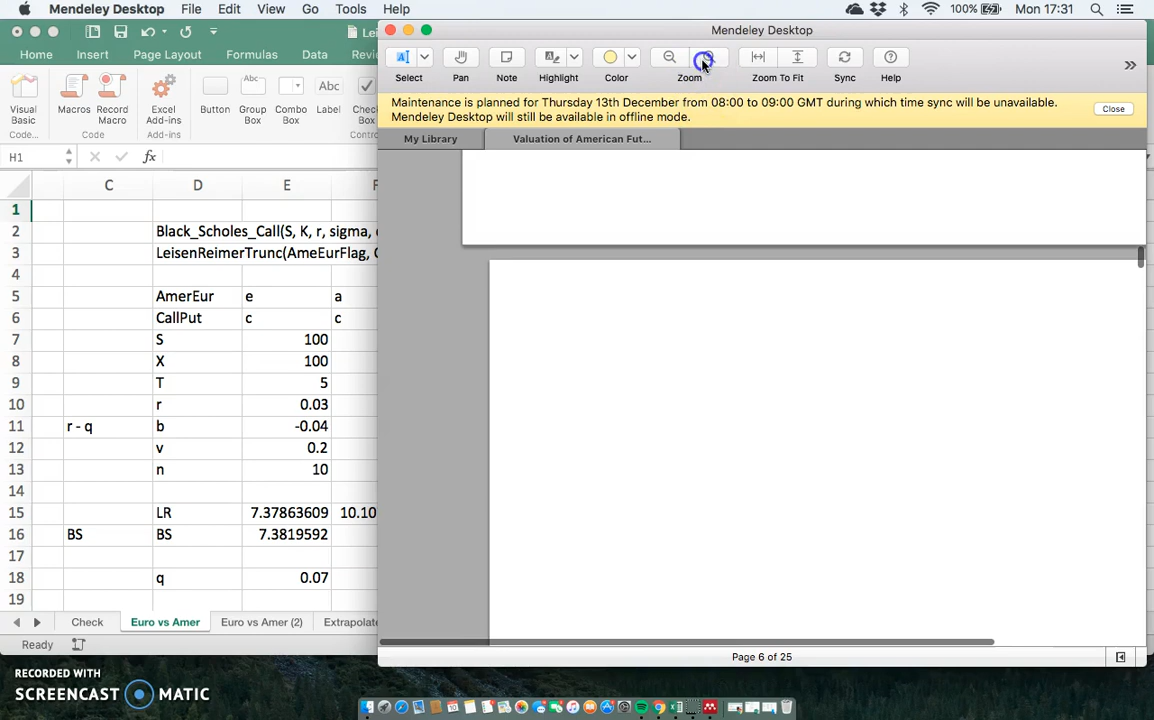 Mendeley Desktop File Edit View Go Tools Help 100% Mon 17:31
Mendeley Desktop
Home Insert Page Layout Formulas Data
Select Pan Note Highlight Color Zoom Zoom To Fit Sync Help
Visual Basic Macros Record Macro Excel Add-ins Button Group Box Combo Box Label
Code... Add-ins
Maintenance is planned for Thursday 13th December from 08:00 to 09:00 GMT during which time sync will be unavailable.
Mendeley Desktop will still be available in offline mode.
Close
My Library Valuation of American Fut...
H1 fx
C D E F
1
2 Black_Scholes_Call(S, K, r, sigma,
3 LeisenReimerTrunc(AmeEurFlag,
4
5 AmerEur e a
6 CallPut c c
7 S 100
8 X 100
9 T 5
10 r 0.03
11 r - q b -0.04
12 v 0.2
13 n 10
14
15 LR 7.37863609 10.10
16 BS BS 7.3819592
17
18 q 0.07
19
Check Euro vs Amer Euro vs Amer (2) Extrapolate
Ready
Page 6 of 25
RECORDED WITH
SCREENCAST MATIC